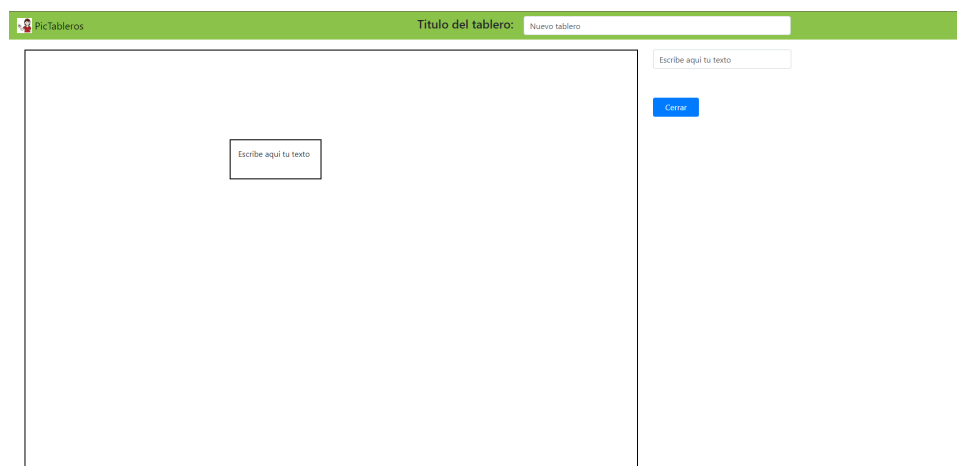 PicTableros
Titulo del tablero: Nuevo tablero
Escribe aqui tu texto
Cerrar
Escribe aqui tu texto